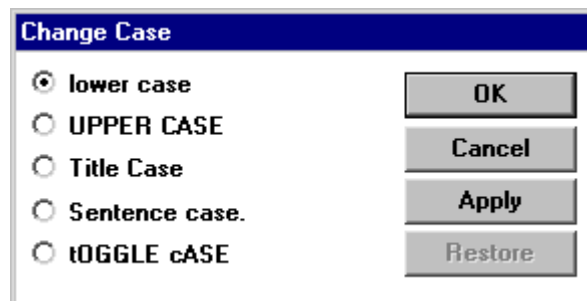 Change Case
lower case
UPPER CASE
Title Case
Sentence case.
tOGGLE cASE
OK
Cancel
Apply
Restore